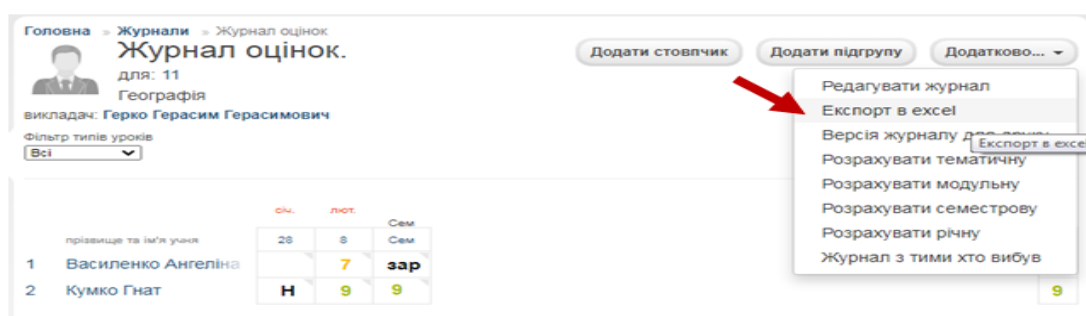 Головна » Журнали » Журнал оцінок
Журнал оцінок.
для: 11
Географія
викладач: Герко Герасим Герасимович
Фільтр типів уроків
Всі
Додати стовпчик
Додати підгрупу
Додатково...
Редагувати журнал
Експорт в excel
Версія журналу для друку
Експорт в exce
Розрахувати тематичну
Розрахувати модульну
Розрахувати семестрову
Розрахувати річну
Журнал з тими хто вибув
січ. лют. Сем
прізвище та ім'я учня 28 8 Сем
1 Василенко Ангеліна 7 зар
2 Кумко Гнат Н 9 9 9